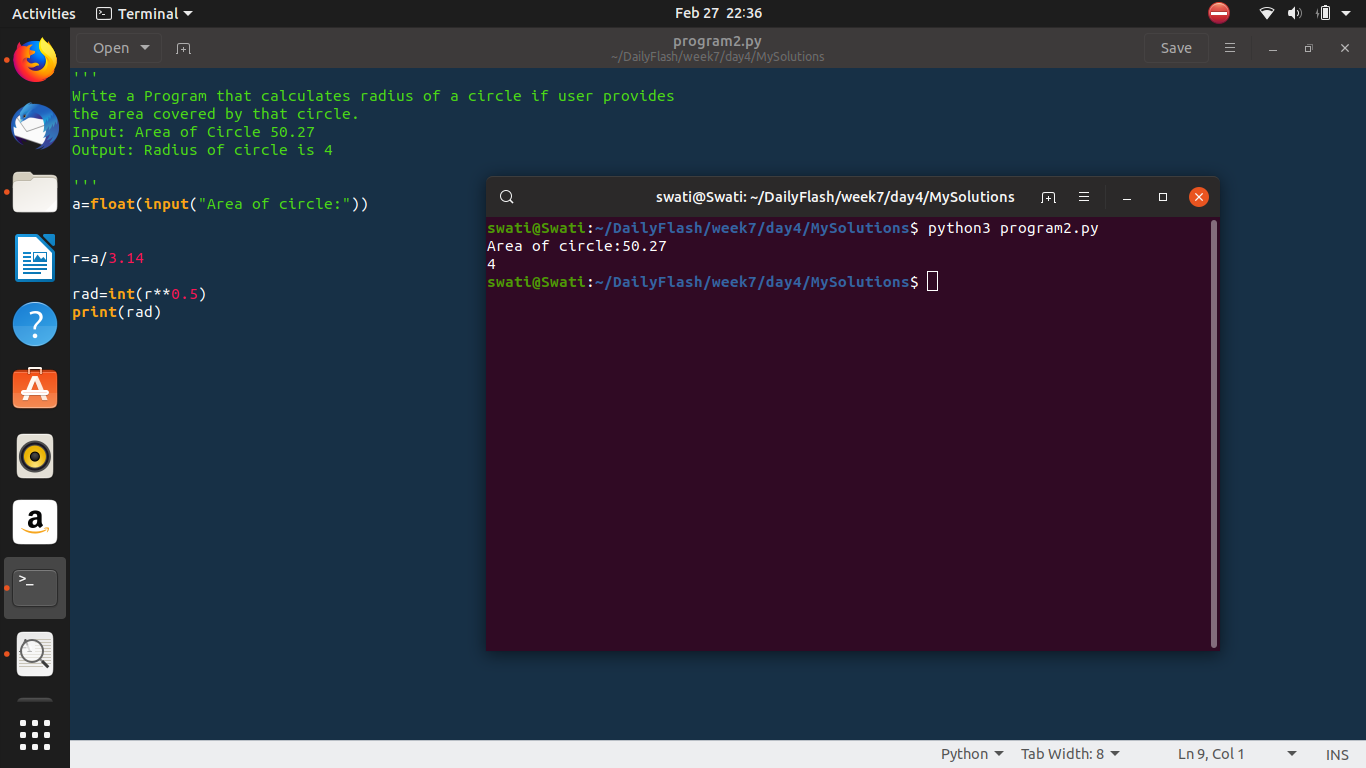 Activities Terminal Feb 27 22:36
Open program2.py Save
~/DailyFlash/week7/day4/MySolutions
'''
Write a Program that calculates radius of a circle if user provides
the area covered by that circle.
Input: Area of Circle 50.27
Output: Radius of circle is 4
'''
a=float(input("Area of circle:"))
r=a/3.14
rad=int(r**0.5)
print(rad)
swati@Swati: ~/DailyFlash/week7/day4/MySolutions
swati@Swati:~/DailyFlash/week7/day4/MySolutions$ python3 program2.py
Area of circle:50.27
4
swati@Swati:~/DailyFlash/week7/day4/MySolutions$
Python Tab Width: 8 Ln 9, Col 1 INS